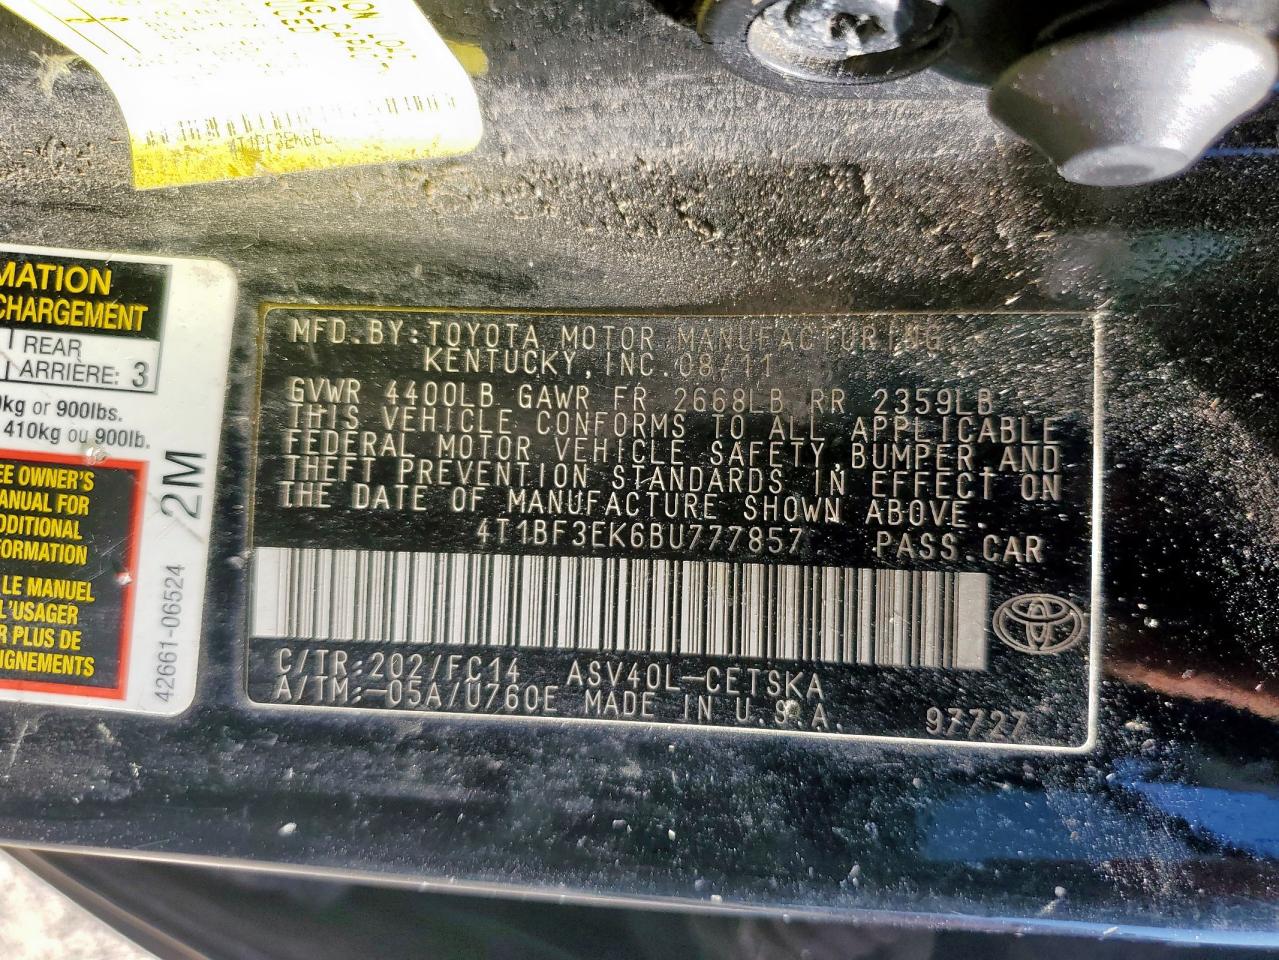 4T1BF3EK6BU
MATION
CHARGEMENT
REAR
ARRIÈRE: 3
kg or 900lbs.
410kg ou 900lb.
EE OWNER'S
ANUAL FOR
DDITIONAL
FORMATION
LE MANUEL
L'USAGER
R PLUS DE
IGNEMENTS
2M
42661-06524
MFD.BY:TOYOTA MOTOR MANUFACTURING
KENTUCKY,INC.08/11
GVWR 4400LB GAWR FR 2668LB RR 2359LB
THIS VEHICLE CONFORMS TO ALL APPLICABLE
FEDERAL MOTOR VEHICLE SAFETY,BUMPER,AND
THEFT PREVENTION STANDARDS IN EFFECT ON
THE DATE OF MANUFACTURE SHOWN ABOVE.
4T1BF3EK6BU777857 PASS.CAR
C/TR:202/FC14 ASV40L-CETSKA
A/TM:-05A/U760E MADE IN U.S.A. 97727